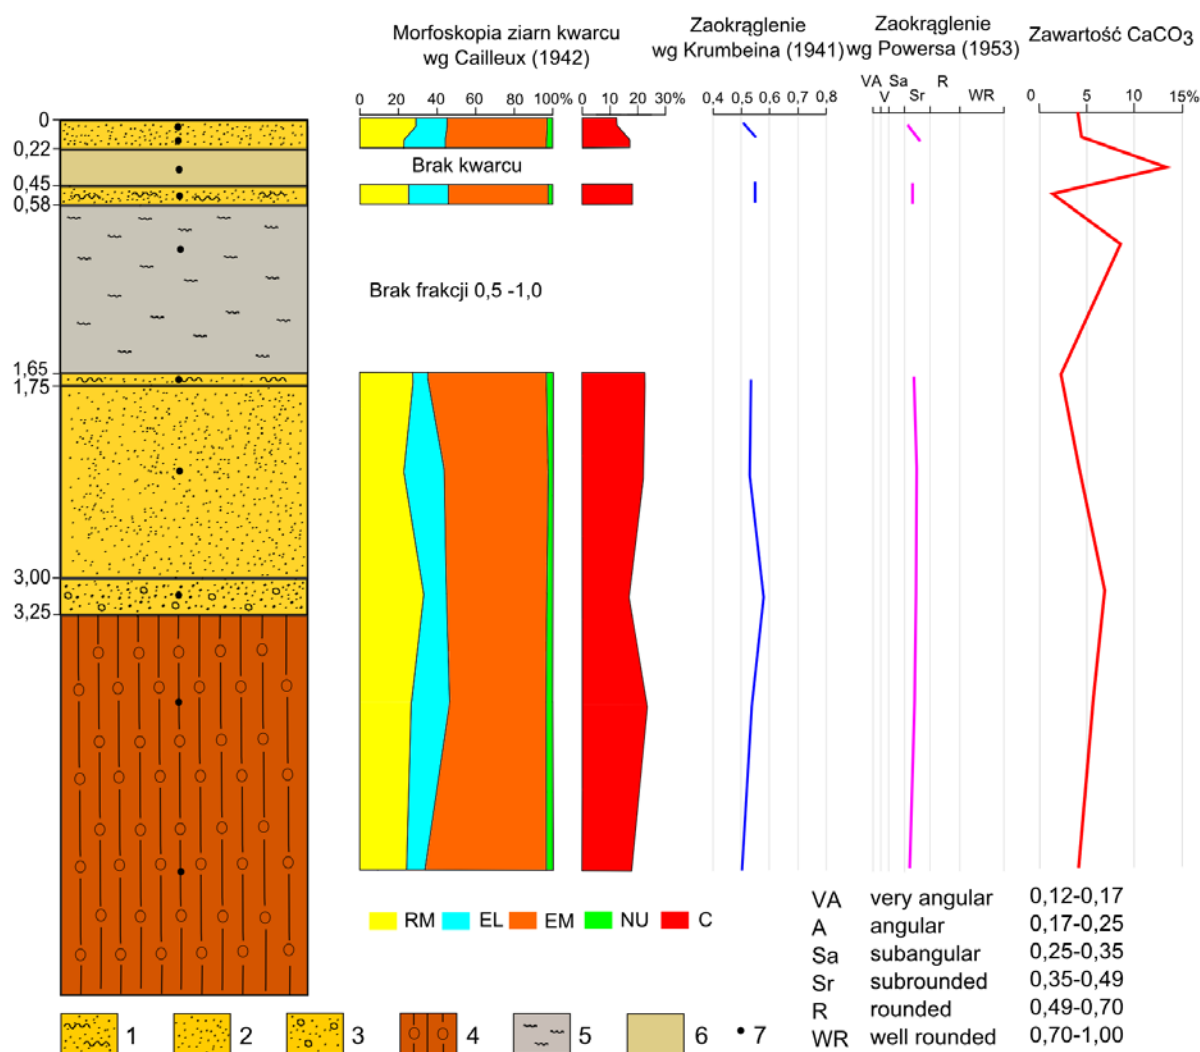 Morfoskopia ziarn kwarcu
wg Cailleux (1942)
Zaokrąglenie
wg Krumbeina (1941)
Zaokrąglenie
wg Powersa (1953)
Zawartość CaCO3
0 20 40 60 80 100%
0 10 20 30%
0,4 0,5 0,6 0,7 0,8
VA Sa R
V Sr WR
0 5 10 15%
0
0,22
0,45
0,58
1,65
1,75
3,00
3,25
Brak kwarcu
Brak frakcji 0,5 -1,0
RM EL EM NU C
VA very angular 0,12-0,17
A angular 0,17-0,25
Sa subangular 0,25-0,35
Sr subrounded 0,35-0,49
R rounded 0,49-0,70
WR well rounded 0,70-1,00
1 2 3 4 5 6 7